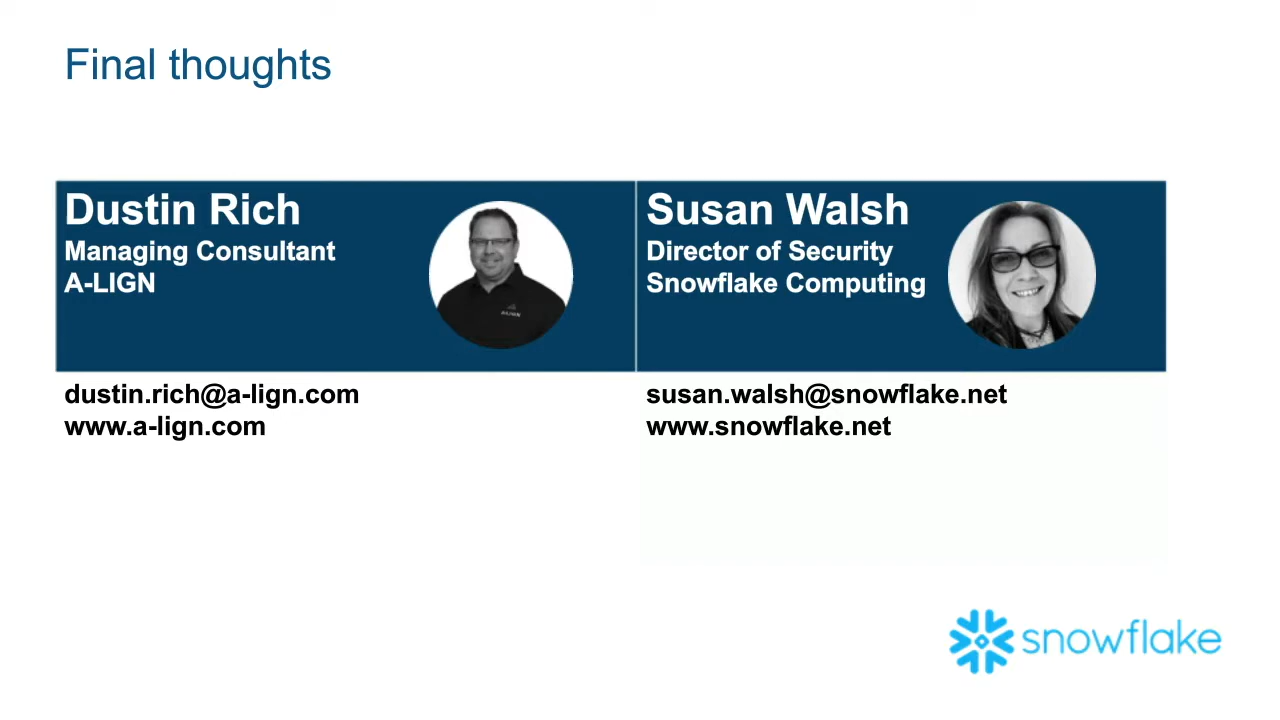 Final thoughts
Dustin Rich
Managing Consultant
A-LIGN
dustin.rich@a-lign.com
www.a-lign.com
Susan Walsh
Director of Security
Snowflake Computing
susan.walsh@snowflake.net
www.snowflake.net
A-LIGN
snowflake